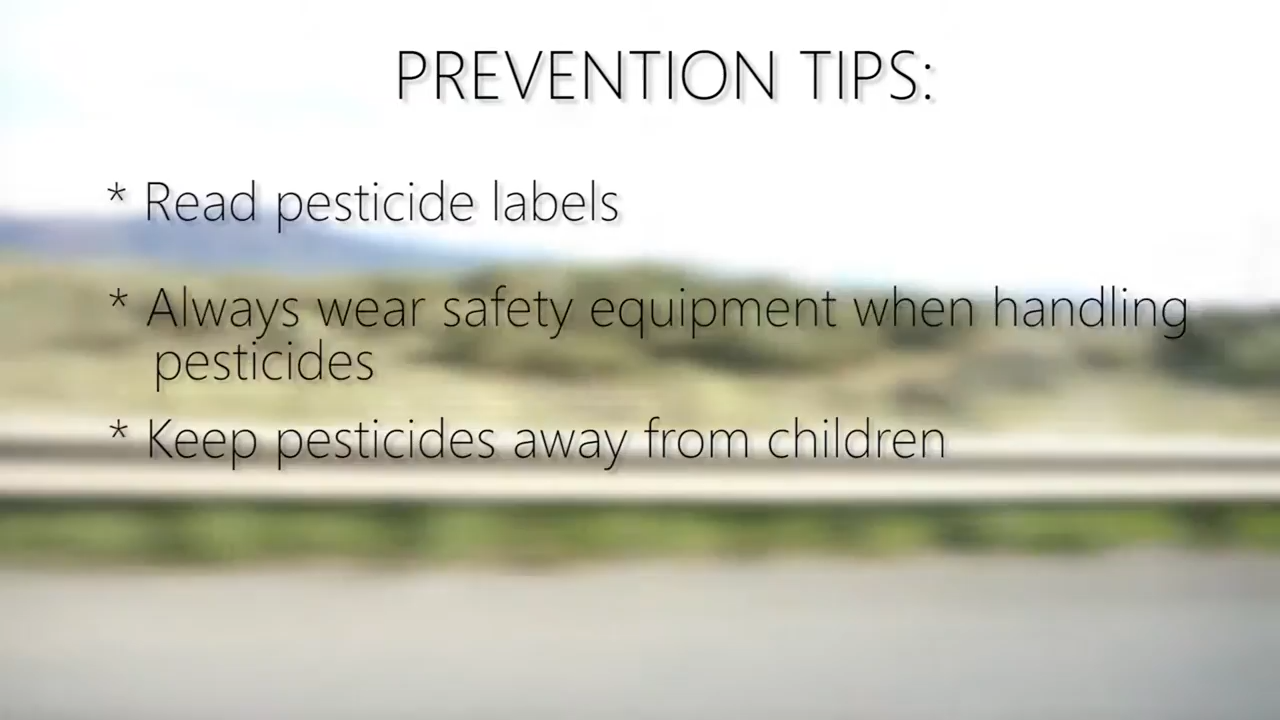 PREVENTION TIPS:
* Read pesticide labels
* Always wear safety equipment when handling
pesticides
* Keep pesticides away from children